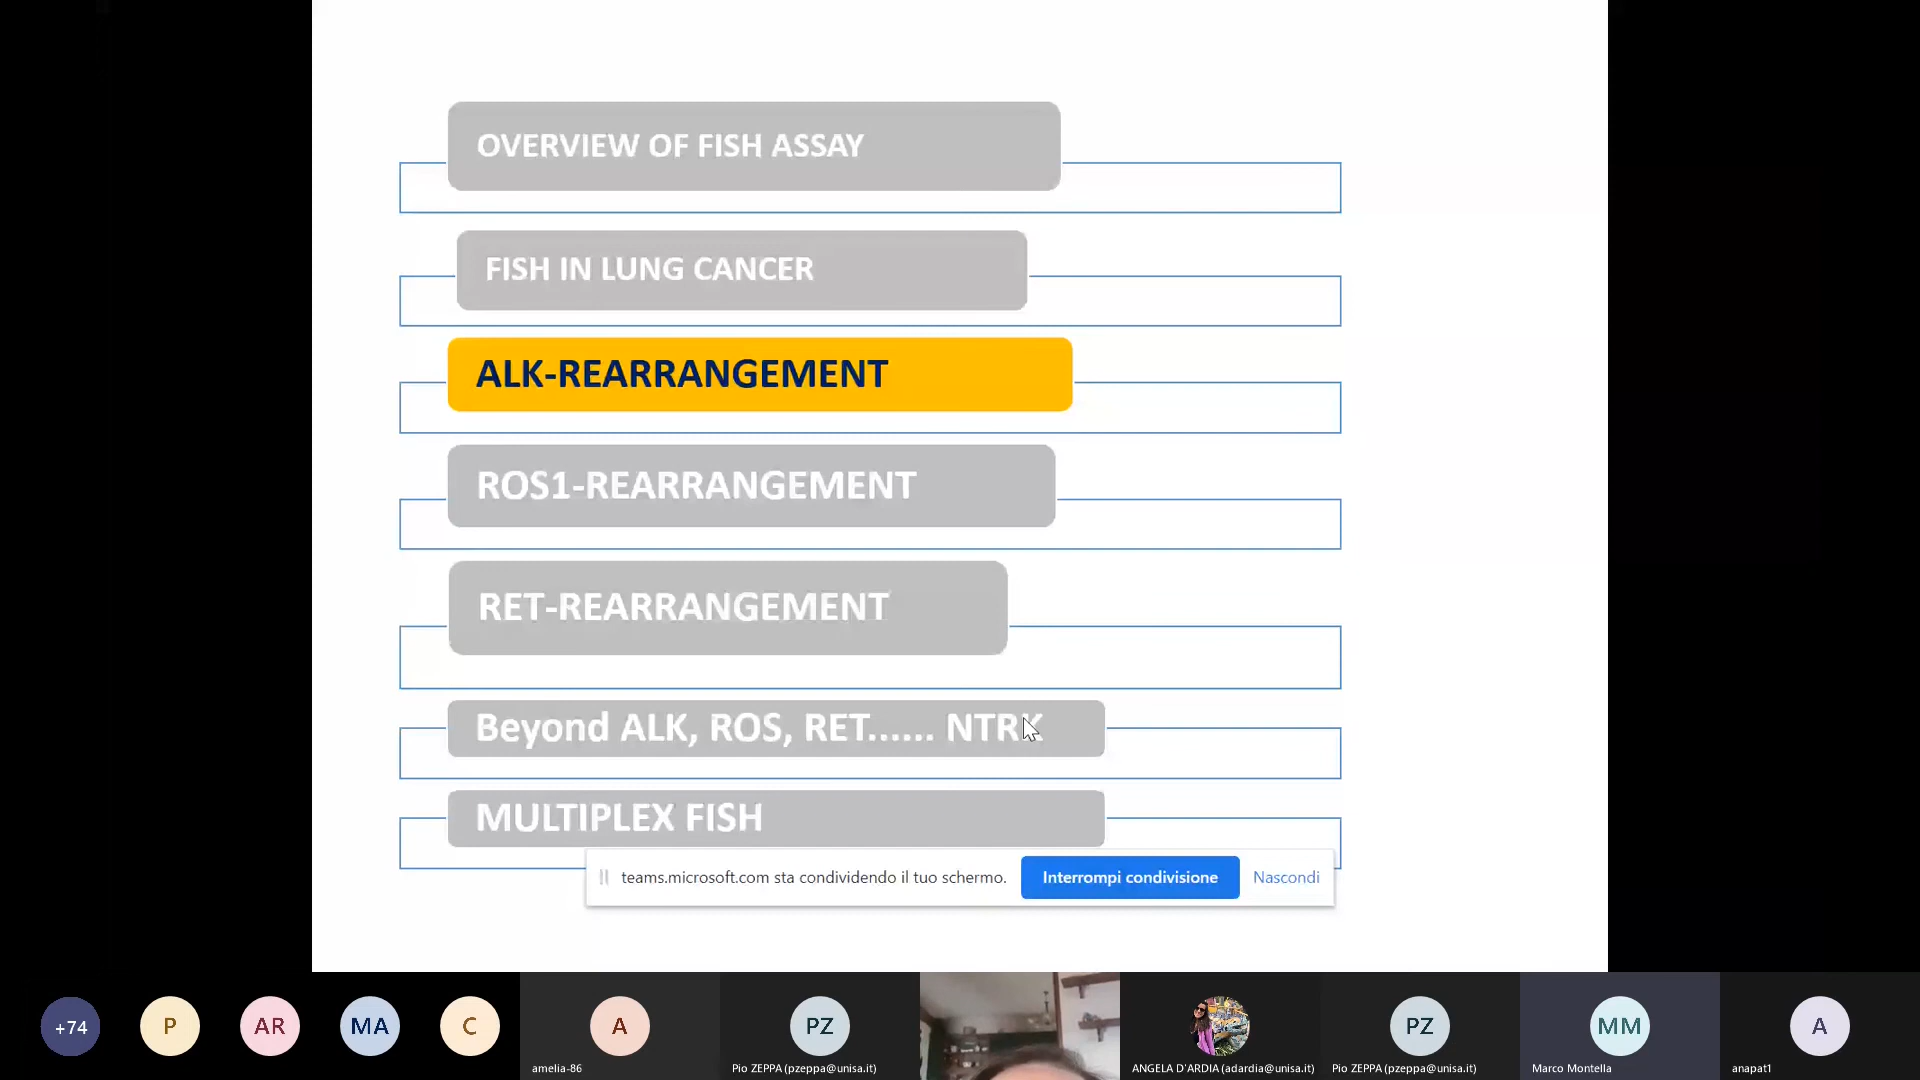 OVERVIEW OF FISH ASSAY
FISH IN LUNG CANCER
ALK-REARRANGEMENT
ROS1-REARRANGEMENT
RET-REARRANGEMENT
Beyond ALK, ROS, RET...... NTRK
MULTIPLEX FISH
teams.microsoft.com sta condividendo il tuo schermo.
Interrompi condivisione
Nascondi
+74
P
AR
MA
C
A
PZ
PZ
MM
A
amelia-86
Pio ZEPPA (pzeppa@unisa.it)
ANGELA D'ARDIA (adardia@unisa.it)
Pio ZEPPA (pzeppa@unisa.it)
Marco Montella
anapat1